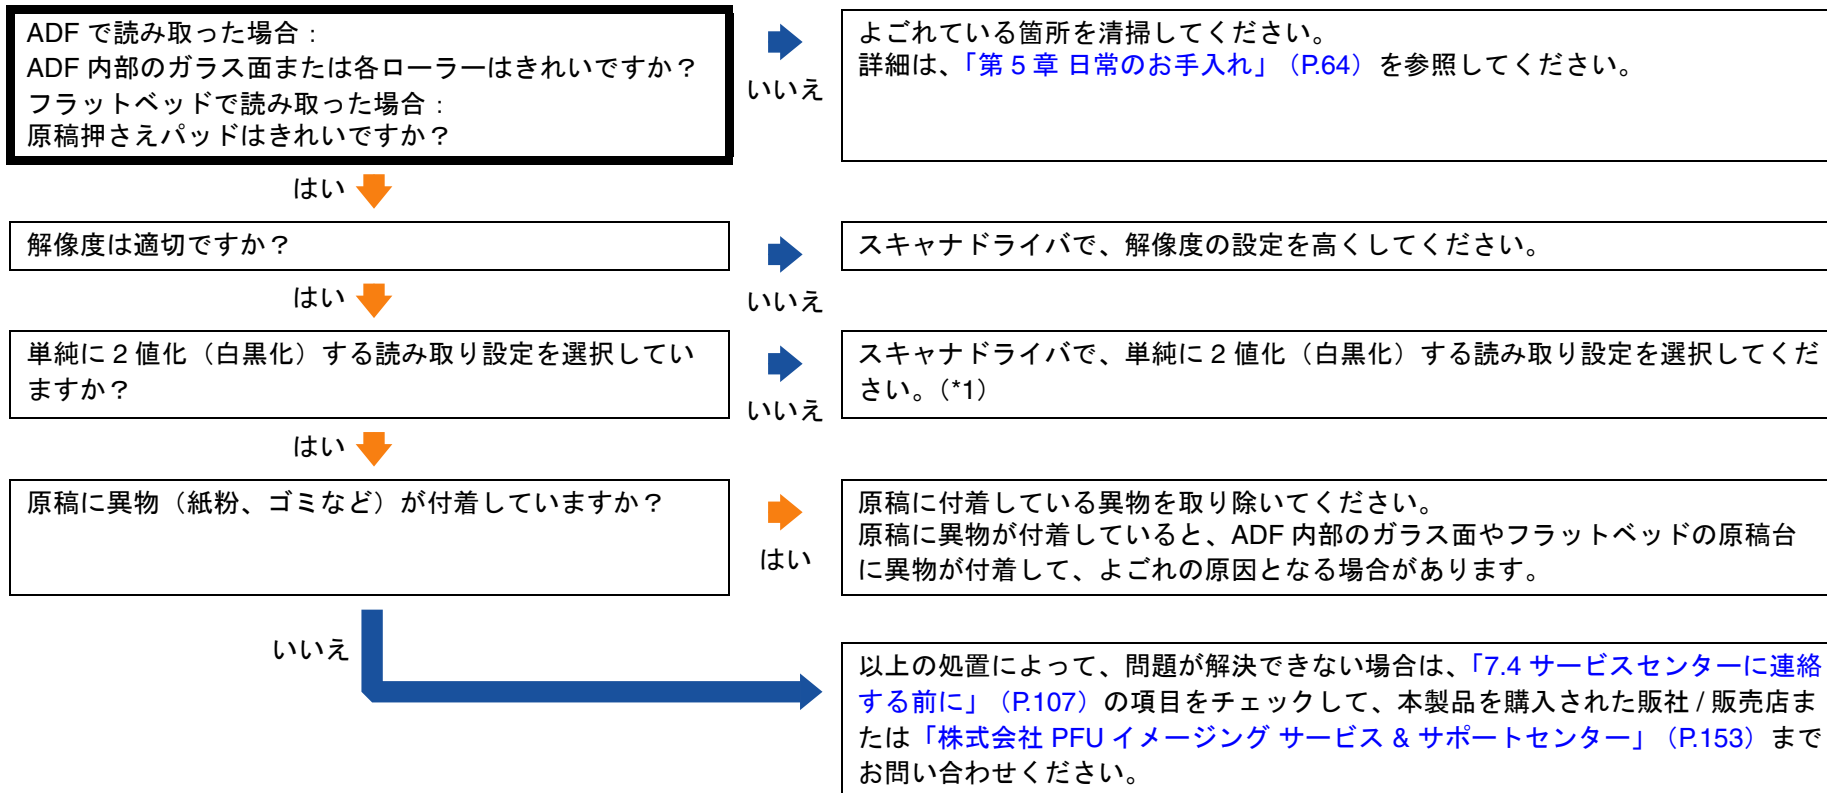 ADF で読み取った場合：
ADF 内部のガラス面または各ローラーはきれいですか？
フラットベッドで読み取った場合：
原稿押さえパッドはきれいですか？
いいえ
よごれている箇所を清掃してください。
詳細は、「第 5 章 日常のお手入れ」（P.64）を参照してください。
はい
解像度は適切ですか？
いいえ
スキャナドライバで、解像度の設定を高くしてください。
はい
単純に 2 値化（白黒化）する読み取り設定を選択してい
ますか？
いいえ
スキャナドライバで、単純に 2 値化（白黒化）する読み取り設定を選択してくだ
さい。（*1）
はい
原稿に異物（紙粉、ゴミなど）が付着していますか？
はい
原稿に付着している異物を取り除いてください。
原稿に異物が付着していると、ADF 内部のガラス面やフラットベッドの原稿台
に異物が付着して、よごれの原因となる場合があります。
いいえ
以上の処置によって、問題が解決できない場合は、「7.4 サービスセンターに連絡
する前に」（P.107）の項目をチェックして、本製品を購入された販社 / 販売店ま
たは「株式会社 PFU イメージング サービス & サポートセンター」（P.153）まで
お問い合わせください。